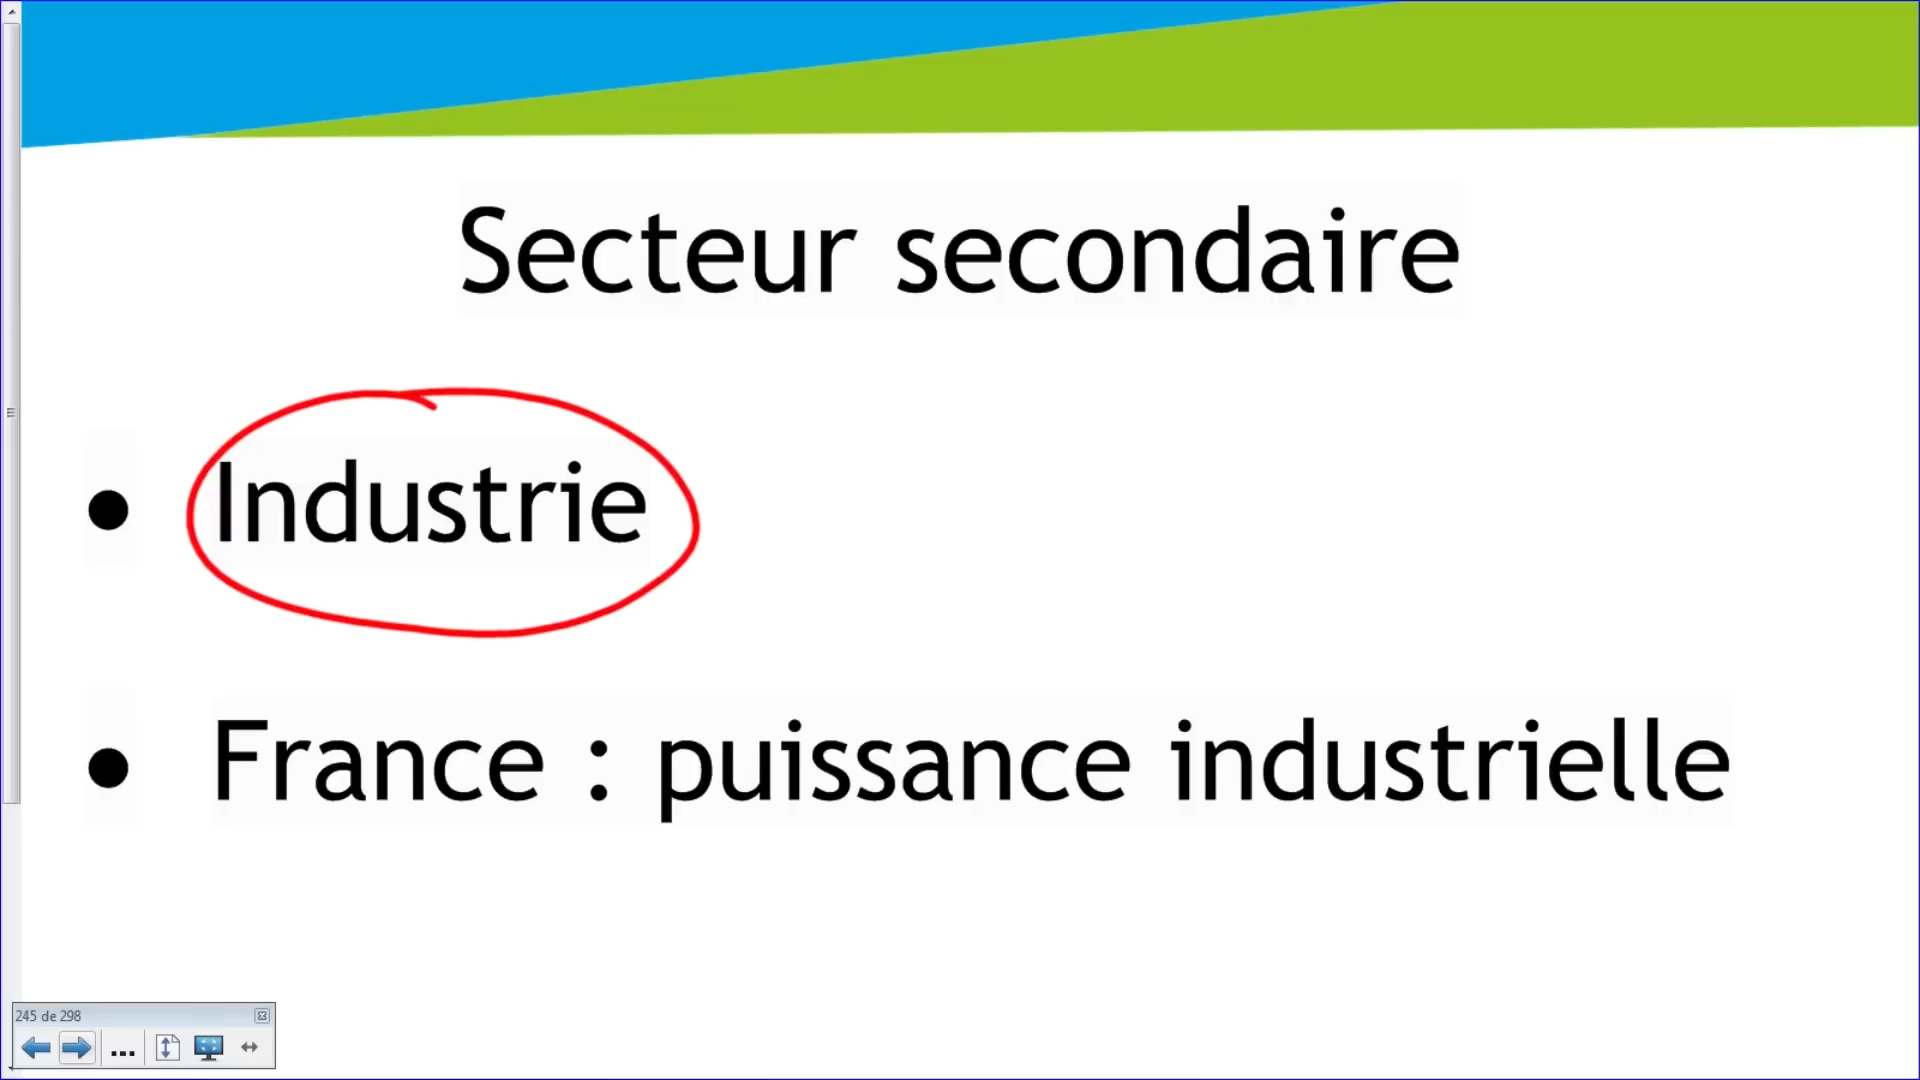 Secteur secondaire
• Industrie
• France : puissance industrielle
245 de 298
...